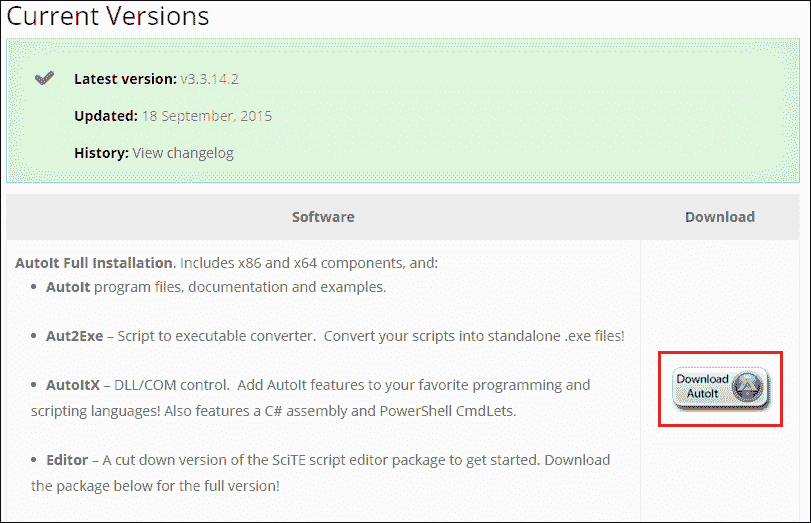 Current Versions
Latest version: v3.3.14.2
Updated: 18 September, 2015
History: View changelog
Software
Download
AutoIt Full Installation. Includes x86 and x64 components, and:
• AutoIt program files, documentation and examples.
• Aut2Exe – Script to executable converter. Convert your scripts into standalone .exe files!
• AutoItX – DLL/COM control. Add AutoIt features to your favorite programming and
scripting languages! Also features a C# assembly and PowerShell CmdLets.
• Editor – A cut down version of the SciTE script editor package to get started. Download
the package below for the full version!
Download
AutoIt